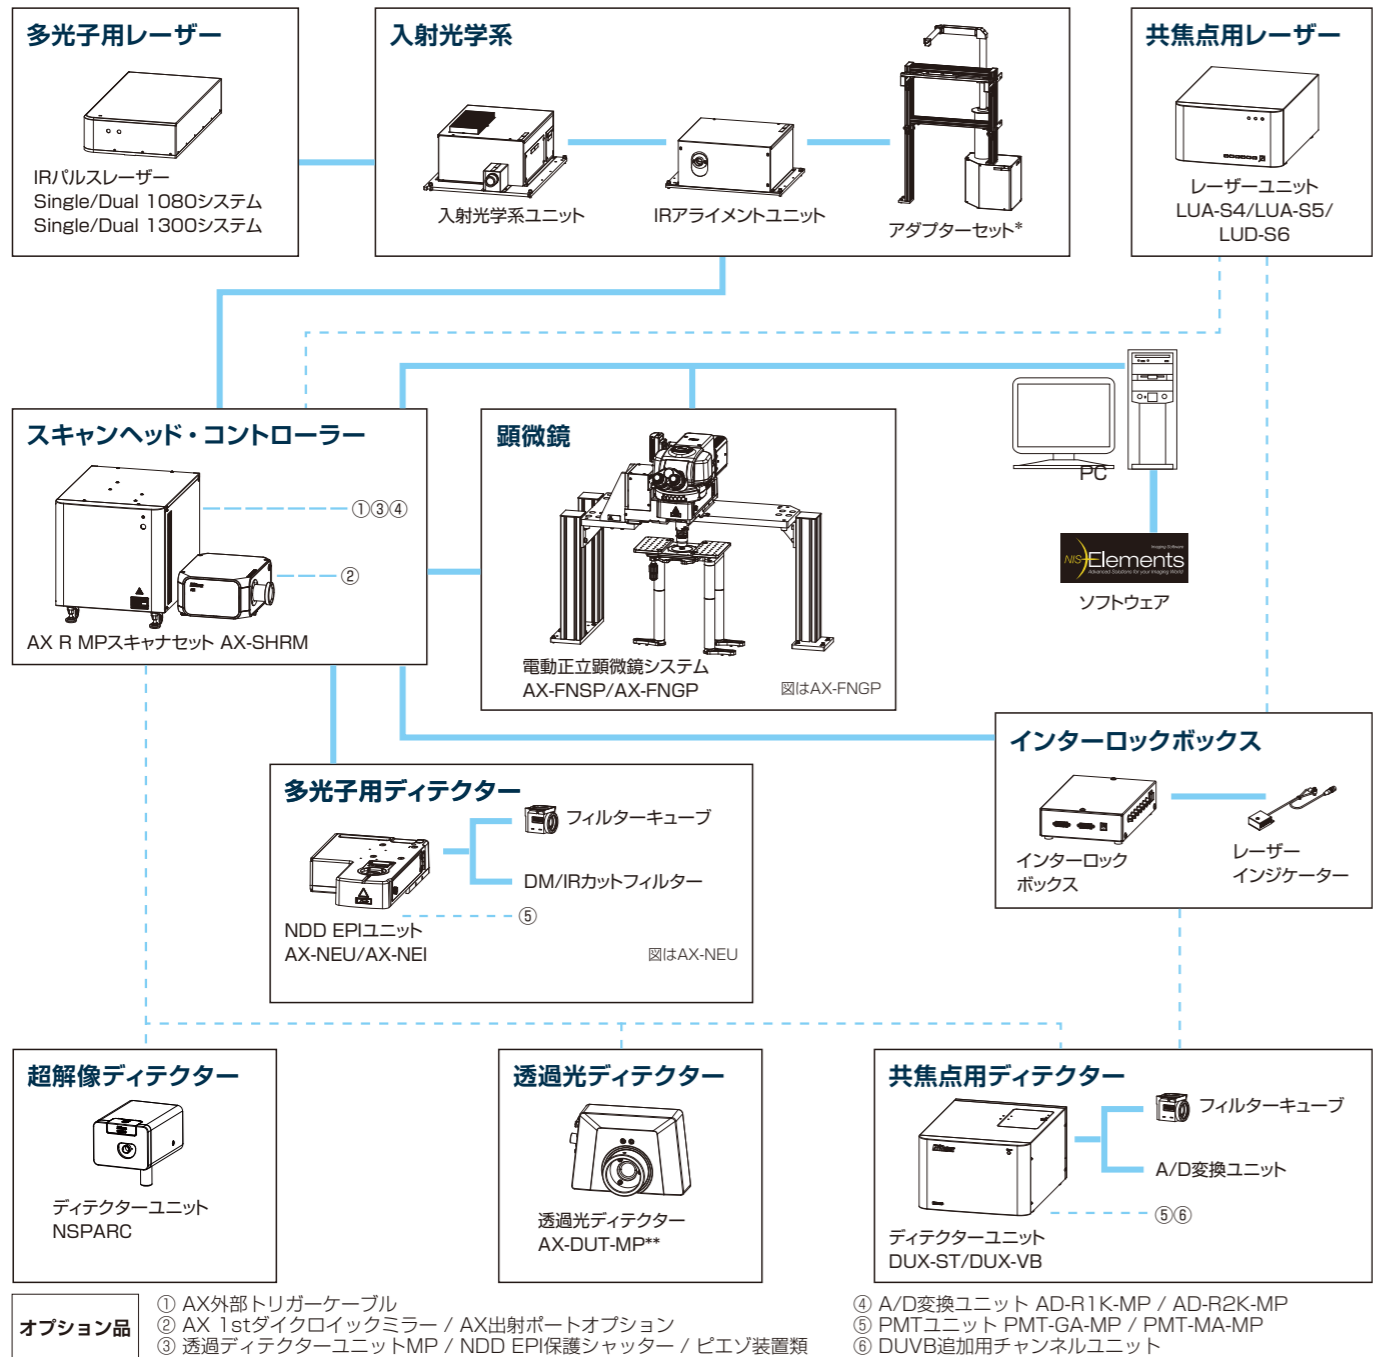 多光子用レーザー
IRパルスレーザー
Single/Dual 1080システム
Single/Dual 1300システム
入射光学系
入射光学系ユニット
IRアライメントユニット
アダプターセット*
共焦点用レーザー
レーザーユニット
LUA-S4/LUA-S5/
LUD-S6
スキャンヘッド・コントローラー
①③④
②
AX R MPスキャナセット AX-SHRM
顕微鏡
電動正立顕微鏡システム
AX-FNSP/AX-FNGP
図はAX-FNGP
PC
Imaging Software
NIS-Elements
Advanced Solutions for your Imaging World
ソフトウェア
多光子用ディテクター
フィルターキューブ
DM/IRカットフィルター
⑤
NDD EPIユニット
AX-NEU/AX-NEI
図はAX-NEU
インターロックボックス
インターロック
ボックス
レーザー
インジケーター
超解像ディテクター
ディテクターユニット
NSPARC
透過光ディテクター
透過光ディテクター
AX-DUT-MP**
共焦点用ディテクター
フィルターキューブ
A/D変換ユニット
⑤⑥
ディテクターユニット
DUX-ST/DUX-VB
オプション品
① AX外部トリガーケーブル
② AX 1stダイクロイックミラー / AX出射ポートオプション
③ 透過ディテクターユニットMP / NDD EPI保護シャッター / ピエゾ装置類
④ A/D変換ユニット AD-R1K-MP / AD-R2K-MP
⑤ PMTユニット PMT-GA-MP / PMT-MA-MP
⑥ DUVB追加用チャンネルユニット